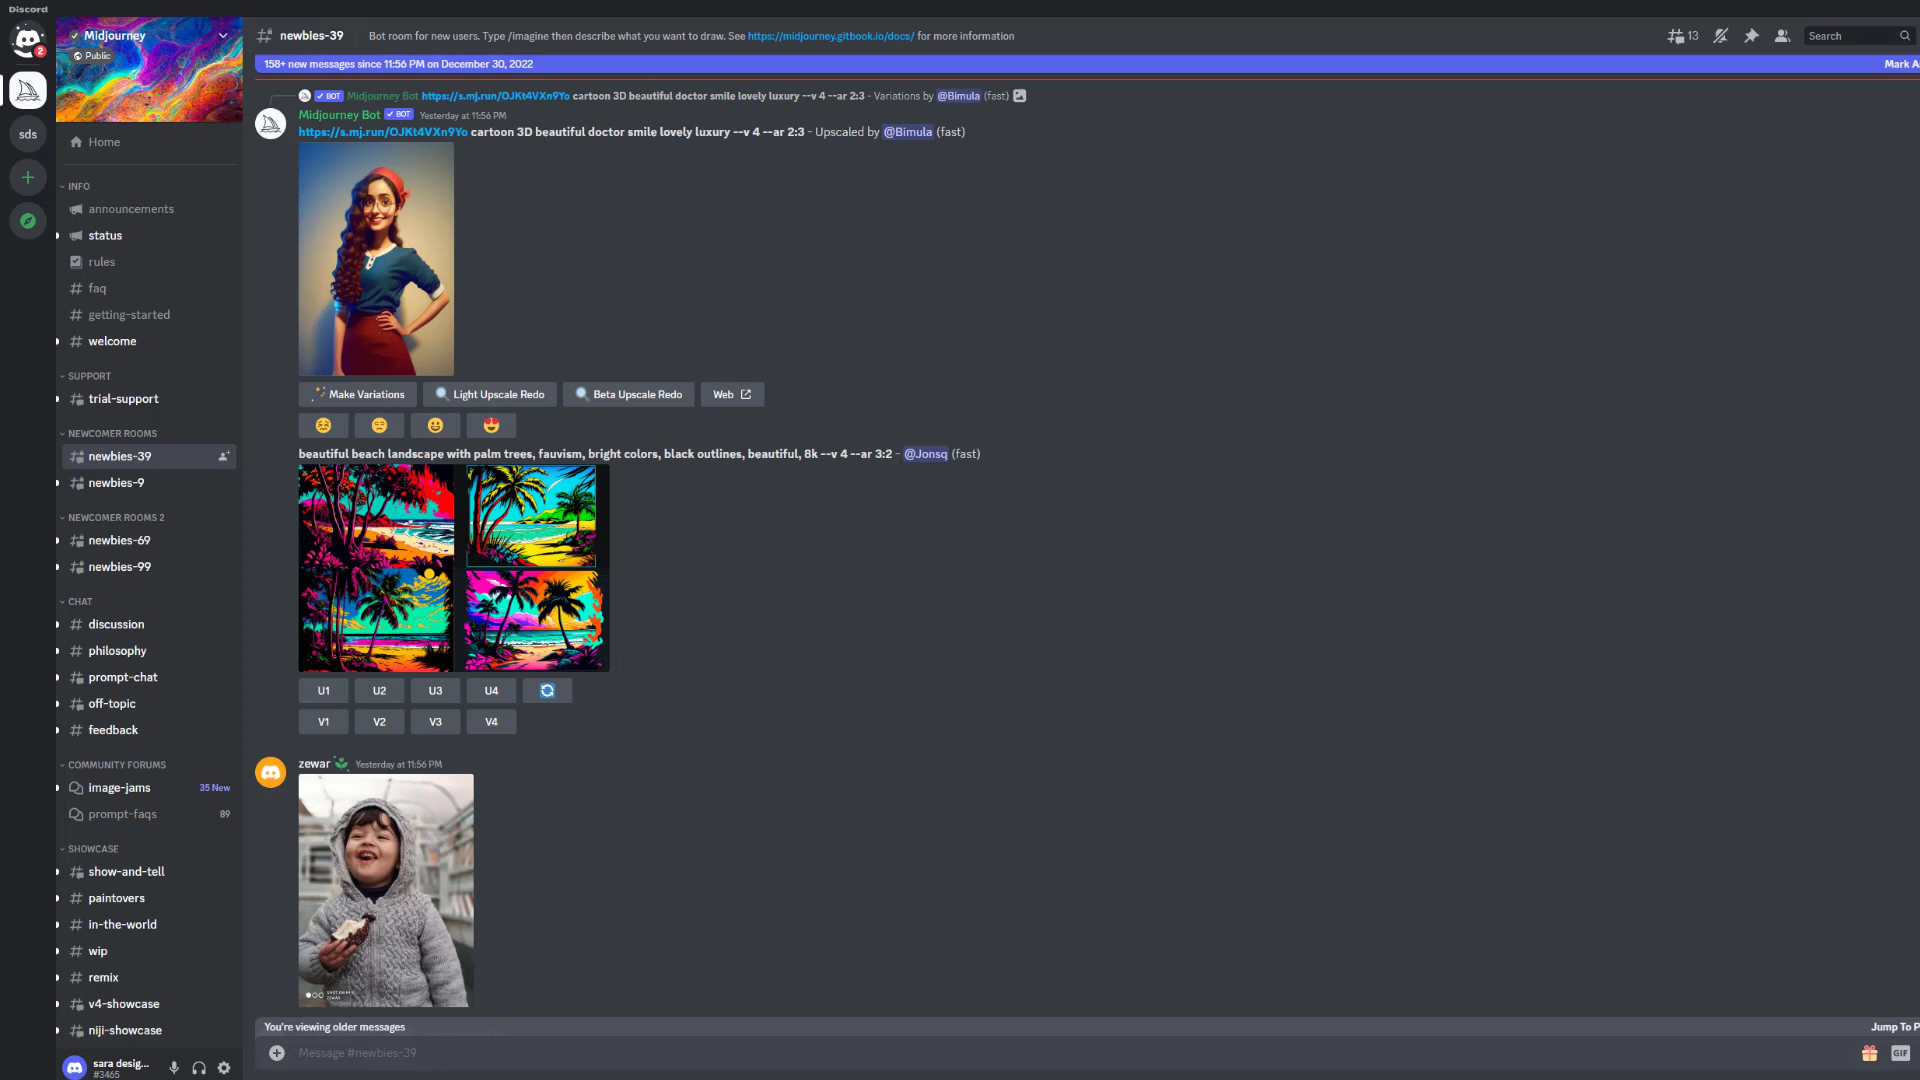 Discord
Midjourney
Public
2
sds
Home
INFO
announcements
status
rules
faq
getting-started
welcome
SUPPORT
trial-support
NEWCOMER ROOMS
newbies-39
newbies-9
NEWCOMER ROOMS 2
newbies-69
newbies-99
CHAT
discussion
philosophy
prompt-chat
off-topic
feedback
COMMUNITY FORUMS
image-jams 35 New
prompt-faqs 89
SHOWCASE
show-and-tell
paintovers
in-the-world
wip
remix
v4-showcase
niji-showcase
sara desig...
#3465
newbies-39 Bot room for new users. Type /imagine then describe what you want to draw. See https://midjourney.gitbook.io/docs/ for more information 13 Search
158+ new messages since 11:56 PM on December 30, 2022 Mark A
BOT Midjourney Bot https://s.mj.run/OJKt4VXn9Yo cartoon 3D beautiful doctor smile lovely luxury --v 4 --ar 2:3 - Variations by @Bimula (fast)
Midjourney Bot BOT Yesterday at 11:56 PM
https://s.mj.run/OJKt4VXn9Yo cartoon 3D beautiful doctor smile lovely luxury --v 4 --ar 2:3 - Upscaled by @Bimula (fast)
Make Variations Light Upscale Redo Beta Upscale Redo Web
beautiful beach landscape with palm trees, fauvism, bright colors, black outlines, beautiful, 8k --v 4 --ar 3:2 - @Jonsq (fast)
U1 U2 U3 U4
V1 V2 V3 V4
zewar Yesterday at 11:56 PM
You're viewing older messages Jump To P
Message #newbies-39 GIF